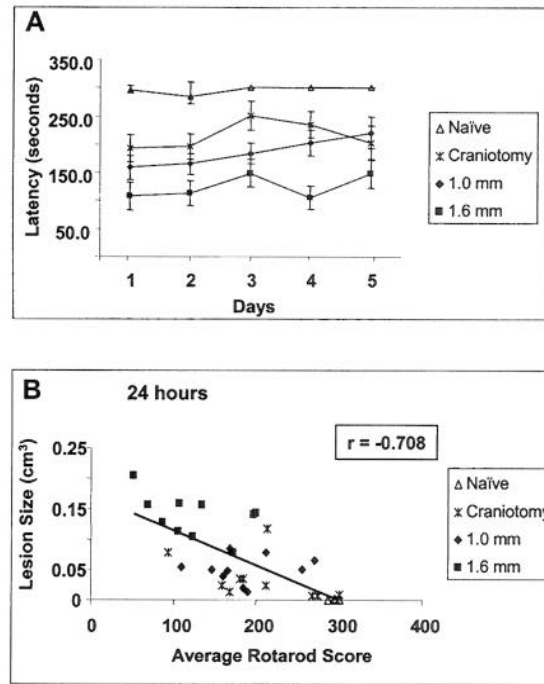 A
350.0
250.0
150.0
50.0
Latency (seconds)
1 2 3 4 5
Days
Naïve
Craniotomy
1.0 mm
1.6 mm
B
24 hours
r = -0.708
0.25
0.15
0.05
0
Lesion Size (cm³)
0 100 200 300 400
Average Rotarod Score
Naïve
Craniotomy
1.0 mm
1.6 mm